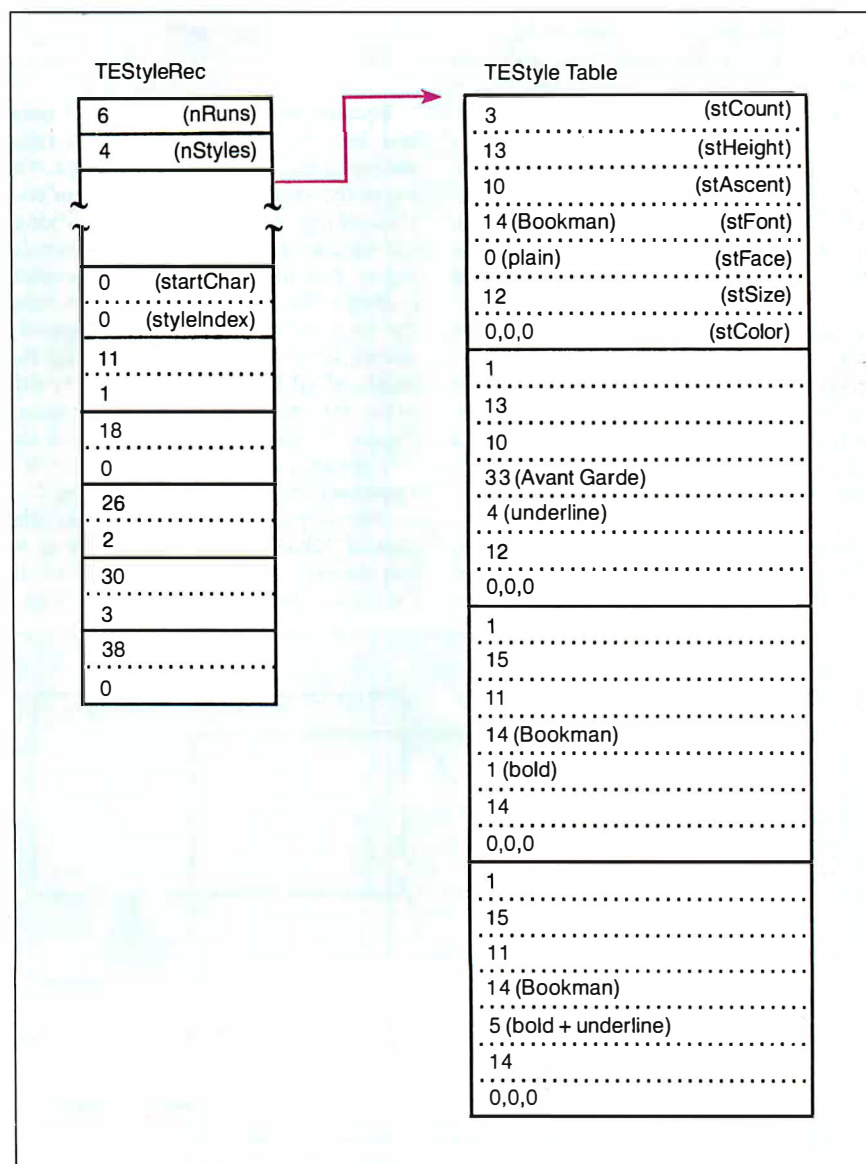 TEStyleRec
6 (nRuns)
4 (nStyles)
0 (startChar)
0 (styleIndex)
11
1
18
0
26
2
30
3
38
0
TEStyle Table
3 (stCount)
13 (stHeight)
10 (stAscent)
14 (Bookman) (stFont)
0 (plain) (stFace)
12 (stSize)
0,0,0 (stColor)
1
13
10
33 (Avant Garde)
4 (underline)
12
0,0,0
1
15
11
14 (Bookman)
1 (bold)
14
0,0,0
1
15
11
14 (Bookman)
5 (bold + underline)
14
0,0,0